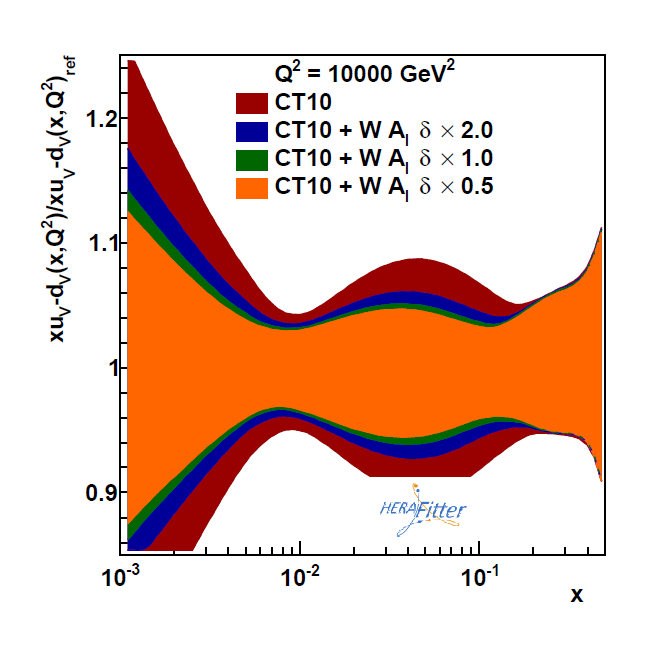 Q² = 10000 GeV²
CT10
CT10 + W A_l δ × 2.0
CT10 + W A_l δ × 1.0
CT10 + W A_l δ × 0.5
xu_V-d_V(x,Q²)/xu_V-d_V(x,Q²)_ref
1.2
1.1
1
0.9
HERAFitter
10⁻³ 10⁻² 10⁻¹
x